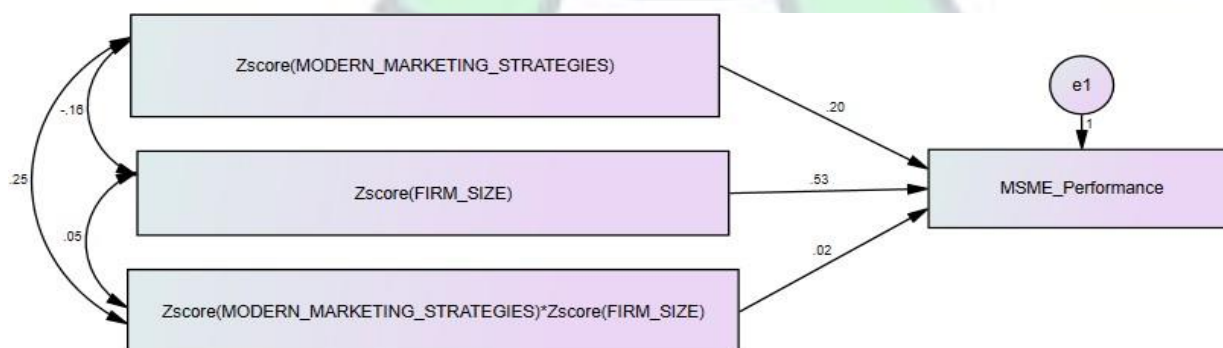 Zscore(MODERN_MARKETING_STRATEGIES)
e1
-.16
.20
1
.25
Zscore(FIRM_SIZE)
.53
MSME_Performance
.05
.02
Zscore(MODERN_MARKETING_STRATEGIES)*Zscore(FIRM_SIZE)